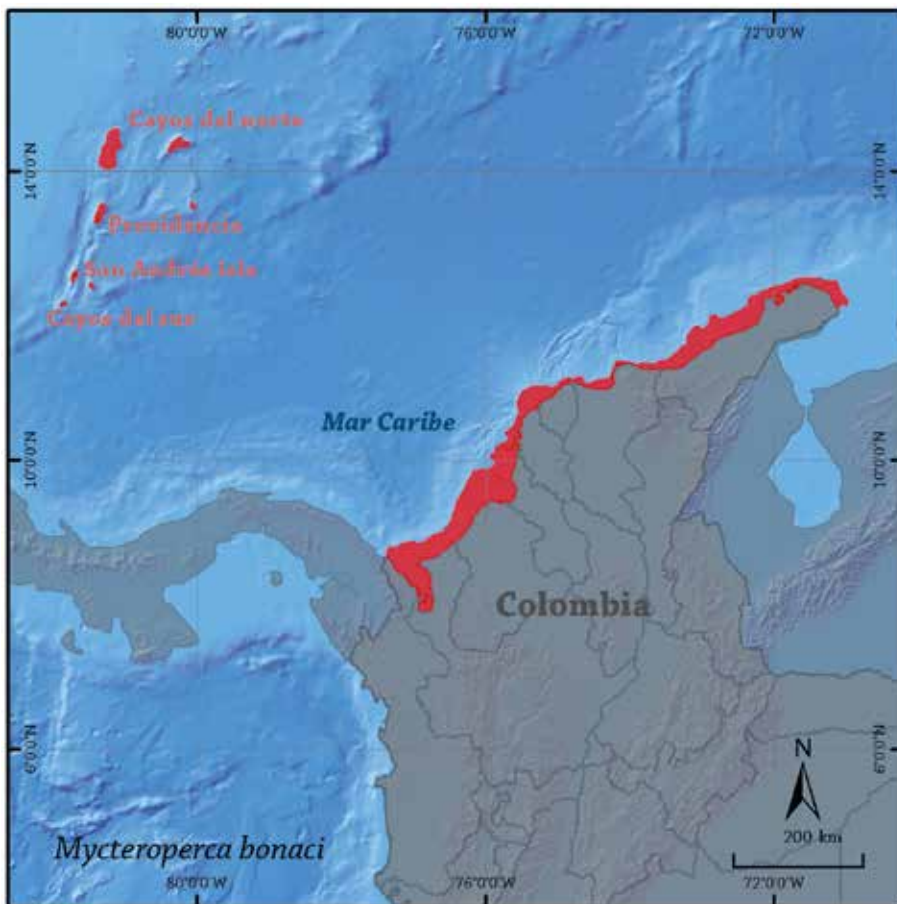 80°0'0"W 76°0'0"W 72°0'0"W
Cayos del norte
14°0'0"N 14°0'0"N
Providencia
San Andrés isla
Cayos del sur
Mar Caribe
10°0'0"N 10°0'0"N
Colombia
6°0'0"N 6°0'0"N
N
200 km
Mycteroperca bonaci
80°0'0"W 76°0'0"W 72°0'0"W